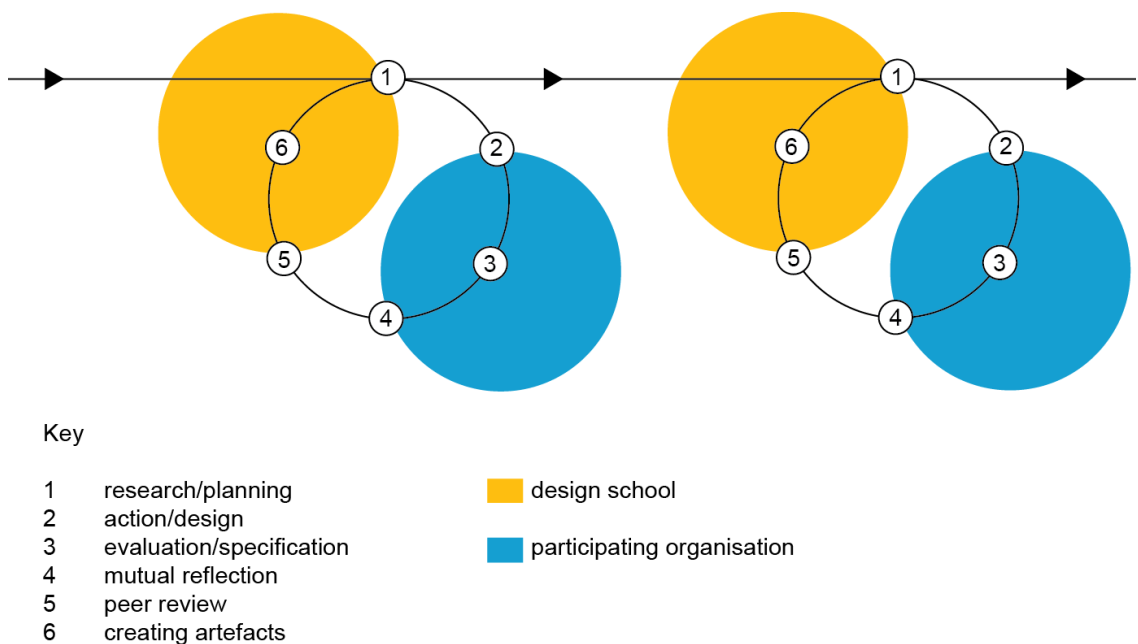 1
1
6
2
6
2
5
3
5
3
4
4
Key
1 research/planning
design school
2 action/design
3 evaluation/specification
participating organisation
4 mutual reflection
5 peer review
6 creating artefacts